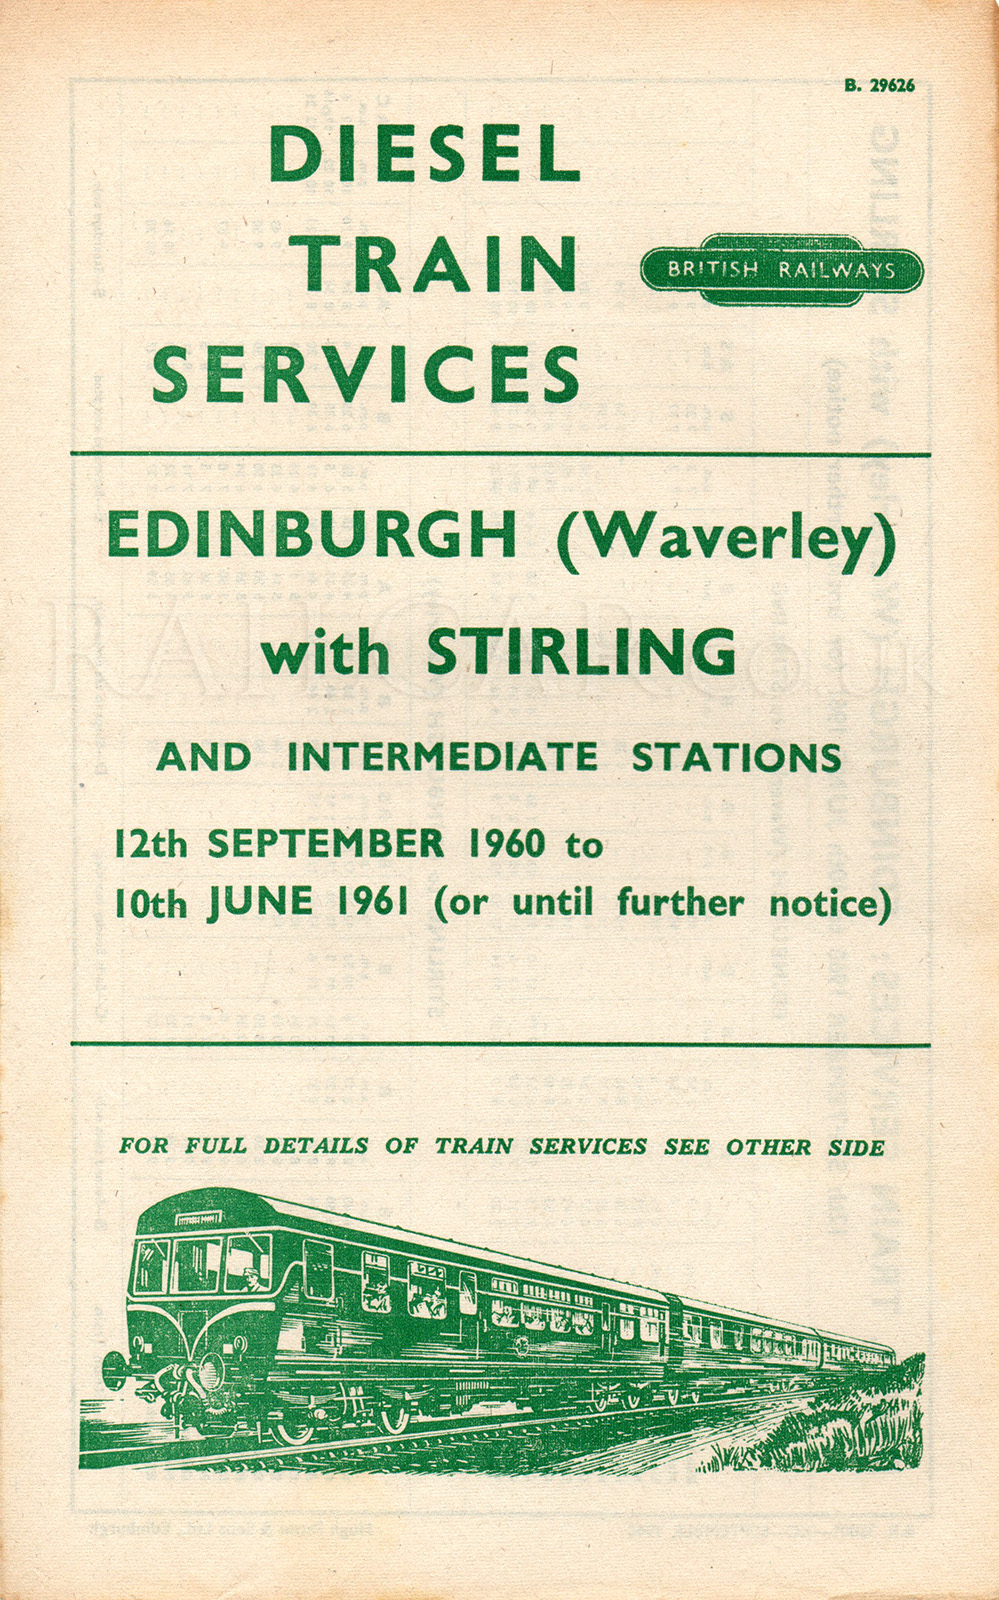 B. 29626
DIESEL
TRAIN
SERVICES
BRITISH RAILWAYS
EDINBURGH (Waverley)
with STIRLING
AND INTERMEDIATE STATIONS
12th SEPTEMBER 1960 to
10th JUNE 1961 (or until further notice)
FOR FULL DETAILS OF TRAIN SERVICES SEE OTHER SIDE